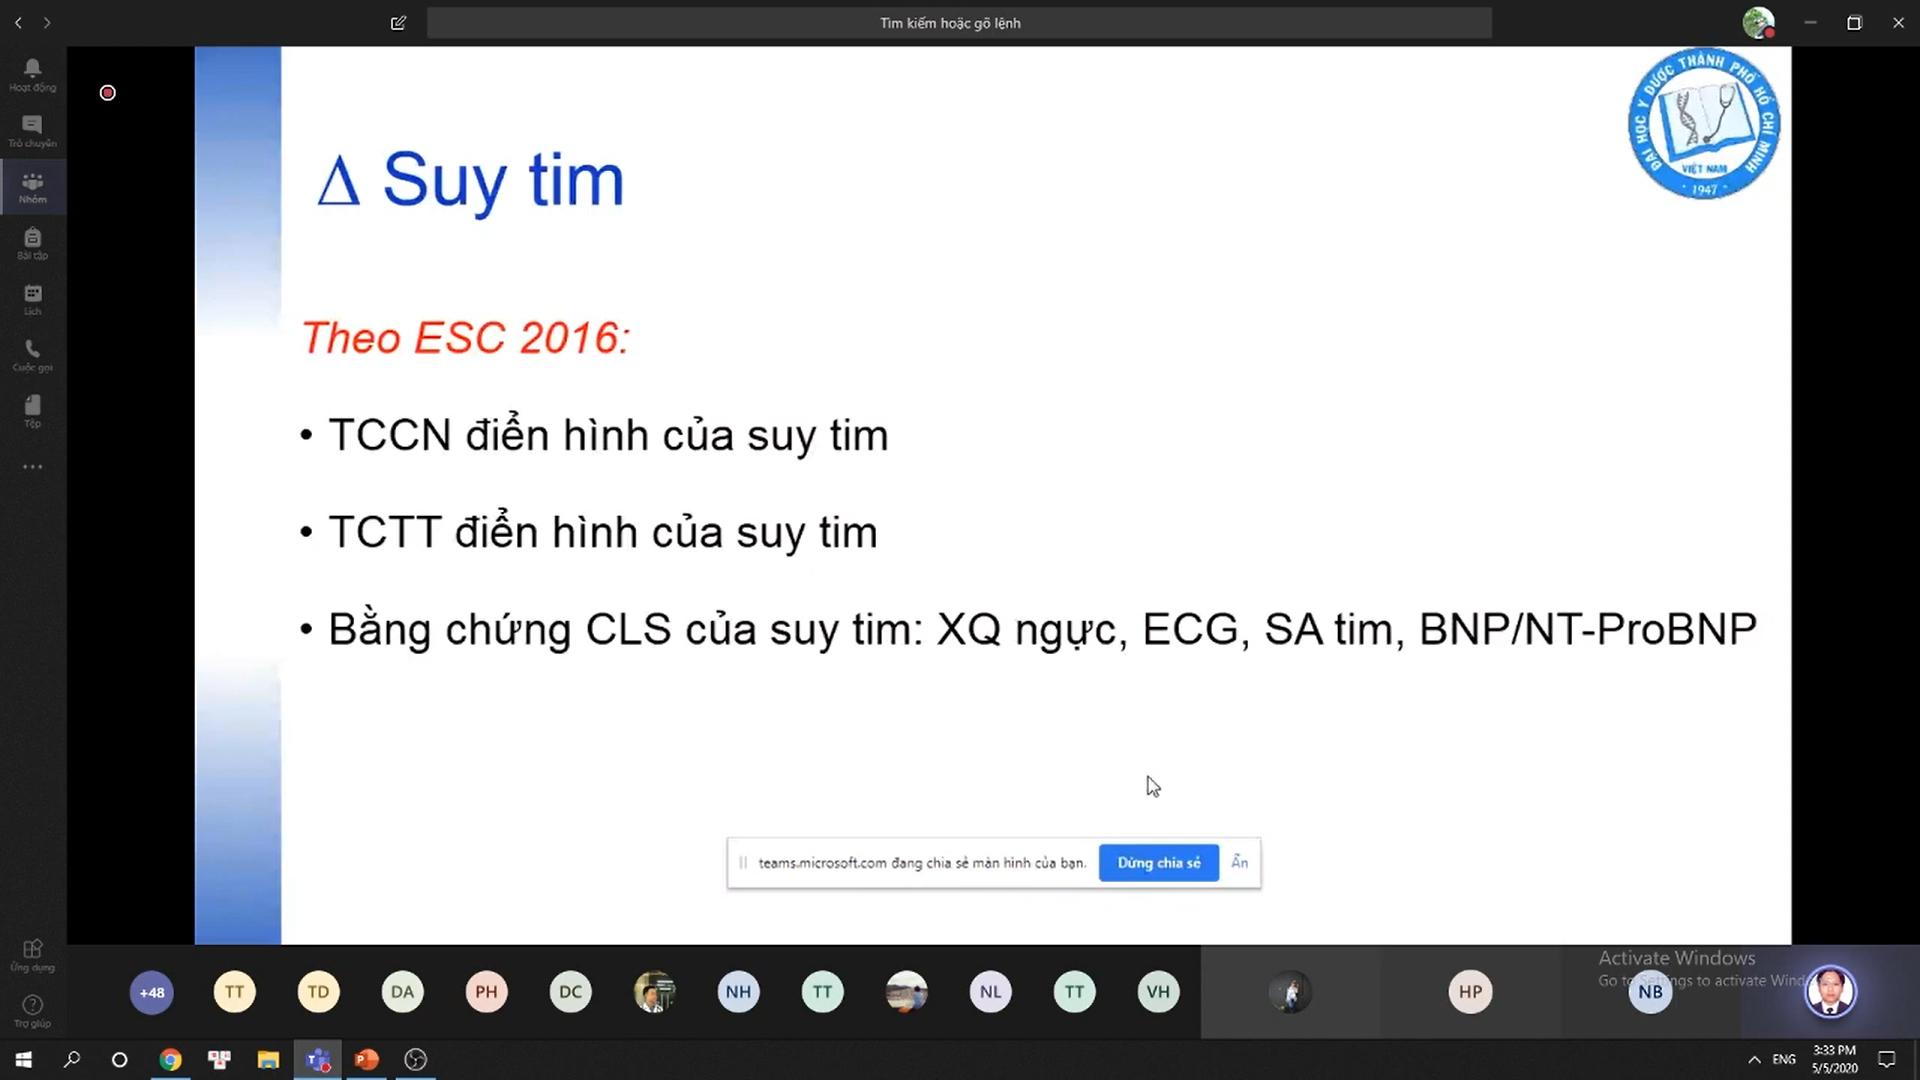 Tìm kiếm hoặc gõ lệnh
Hoạt động
Trò chuyện
Nhóm
Bài tập
Lịch
Cuộc gọi
Tệp
ĐẠI HỌC Y DƯỢC THÀNH PHỐ HỒ CHÍ MINH
VIỆT NAM
1947
Δ Suy tim
Theo ESC 2016:
• TCCN điển hình của suy tim
• TCTT điển hình của suy tim
• Bằng chứng CLS của suy tim: XQ ngực, ECG, SA tim, BNP/NT-ProBNP
teams.microsoft.com đang chia sẻ màn hình của bạn.
Dừng chia sẻ
Ẩn
Ứng dụng
Trợ giúp
+48
TT
TD
DA
PH
DC
NH
TT
NL
TT
VH
HP
NB
Activate Windows
Go to Settings to activate Wind
ENG
3:33 PM
5/5/2020